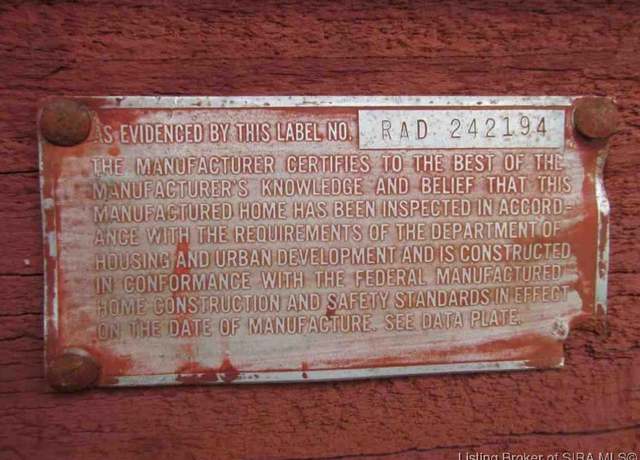 AS EVIDENCED BY THIS LABEL NO. RAD 242194
THE MANUFACTURER CERTIFIES TO THE BEST OF THE
MANUFACTURER'S KNOWLEDGE AND BELIEF THAT THIS
MANUFACTURED HOME HAS BEEN INSPECTED IN ACCORD-
ANCE WITH THE REQUIREMENTS OF THE DEPARTMENT OF
HOUSING AND URBAN DEVELOPMENT AND IS CONSTRUCTED
IN CONFORMANCE WITH THE FEDERAL MANUFACTURED
HOME CONSTRUCTION AND SAFETY STANDARDS IN EFFECT
ON THE DATE OF MANUFACTURE. SEE DATA PLATE.
Listing Broker of SIRA MLS©